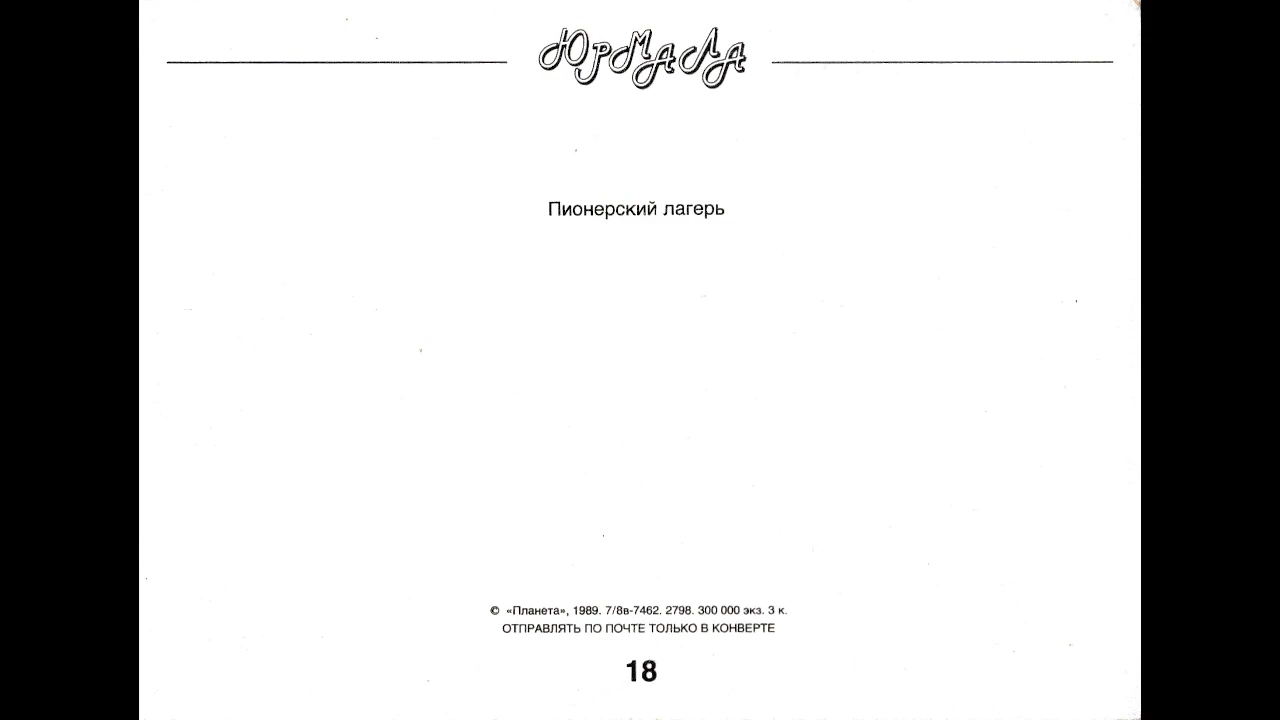 ЮРМАЛА
Пионерский лагерь
© «Планета», 1989. 7/8в-7462. 2798. 300 000 экз. 3 к.
ОТПРАВЛЯТЬ ПО ПОЧТЕ ТОЛЬКО В КОНВЕРТЕ
18